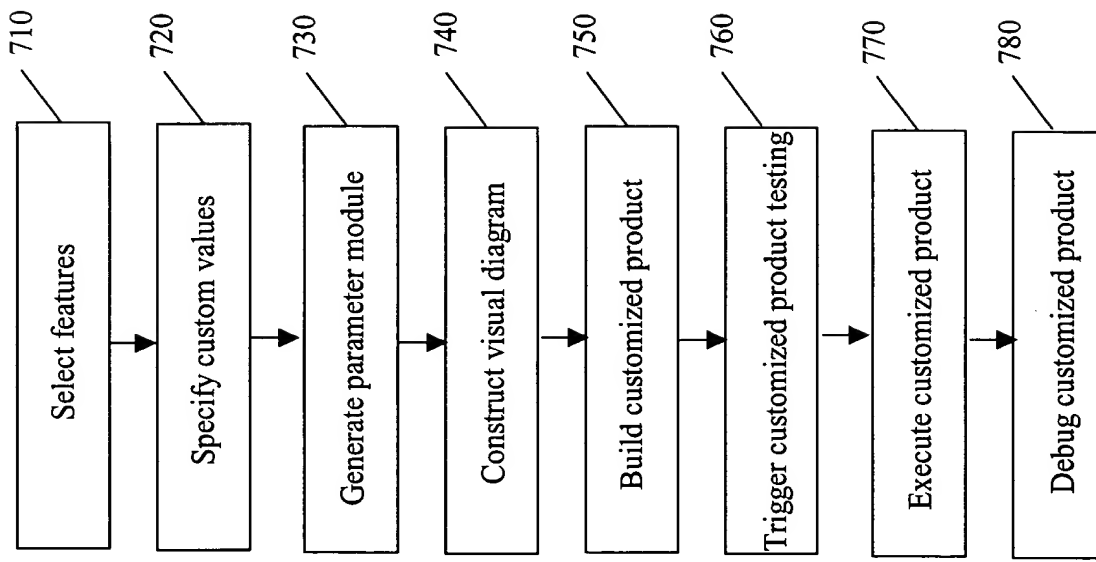 710
Select features
720
Specify custom values
730
Generate parameter module
740
Construct visual diagram
750
Build customized product
760
Trigger customized product testing
770
Execute customized product
780
Debug customized product